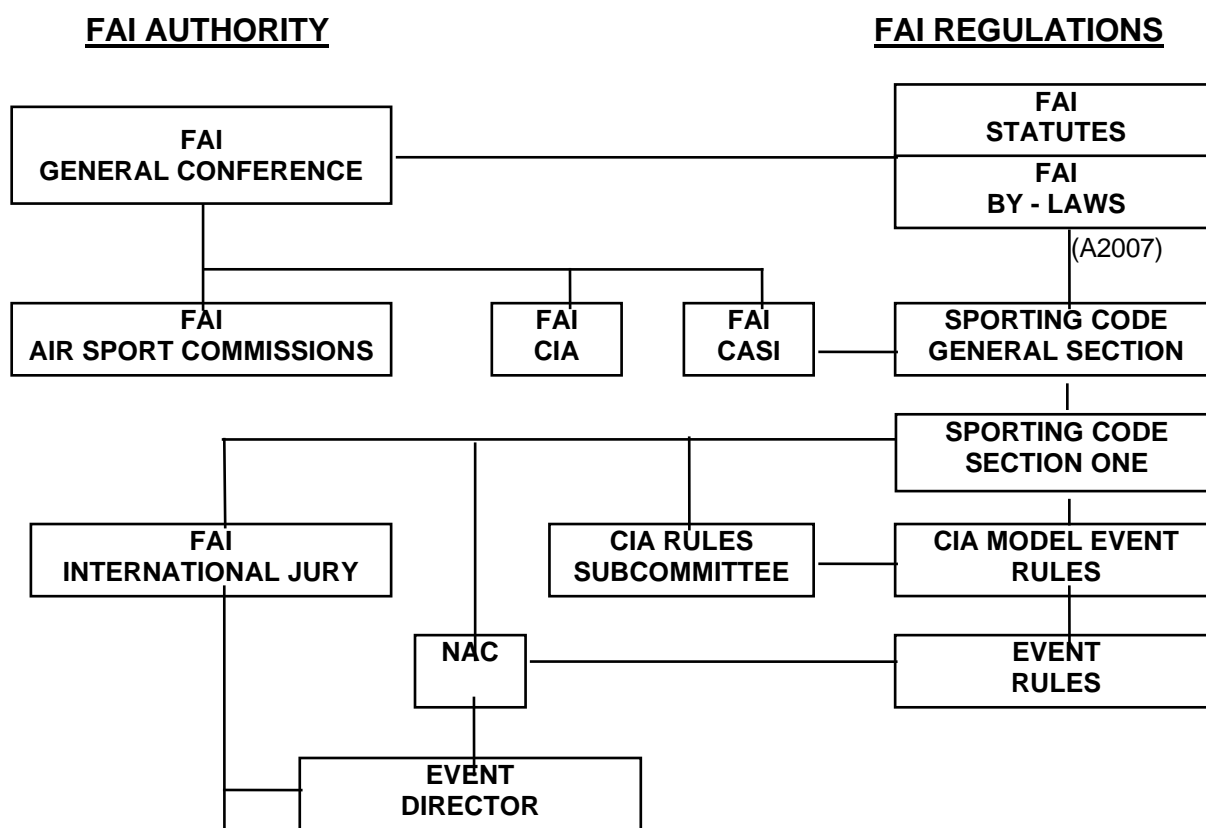 FAI AUTHORITY
FAI REGULATIONS
FAI
GENERAL CONFERENCE
FAI
STATUTES
FAI
BY - LAWS
(A2007)
FAI
AIR SPORT COMMISSIONS
FAI
CIA
FAI
CASI
SPORTING CODE
GENERAL SECTION
SPORTING CODE
SECTION ONE
FAI
INTERNATIONAL JURY
CIA RULES
SUBCOMMITTEE
CIA MODEL EVENT
RULES
NAC
EVENT
RULES
EVENT
DIRECTOR